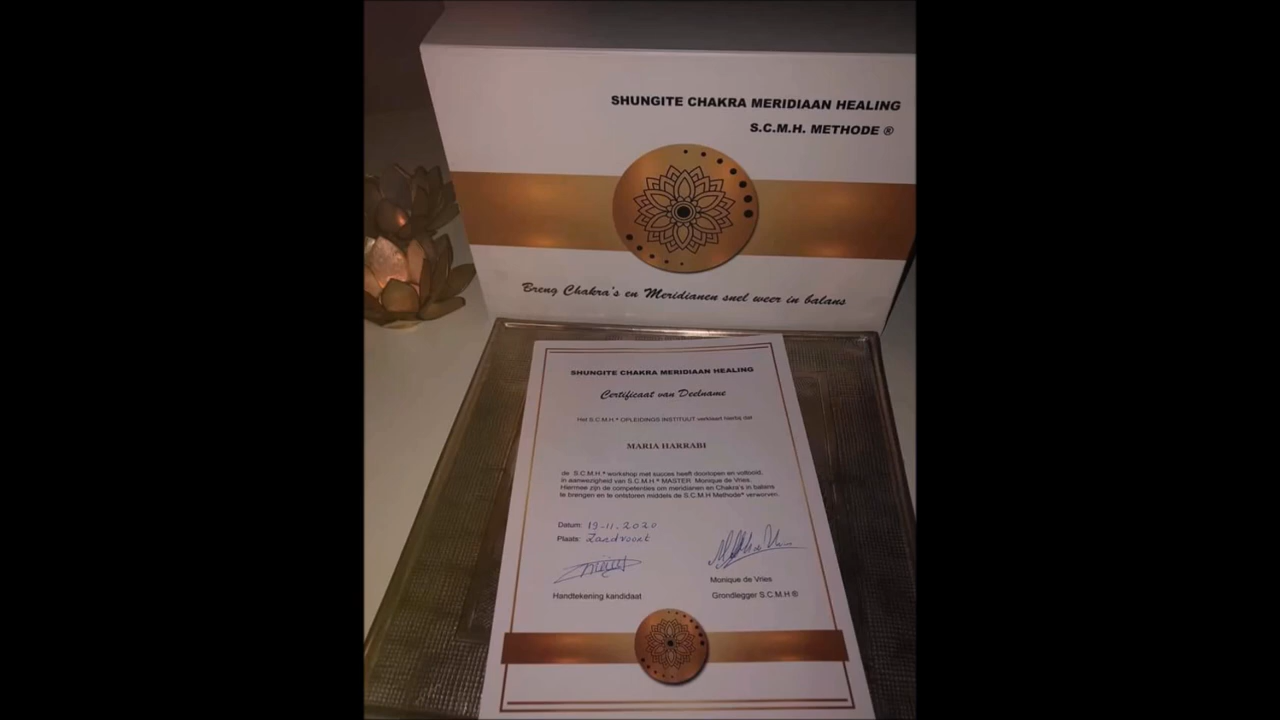 SHUNGITE CHAKRA MERIDIAAN HEALING
S.C.M.H. METHODE ®
Breng Chakra's en Meridianen snel weer in balans
SHUNGITE CHAKRA MERIDIAAN HEALING
Certificaat van Deelname
Het S.C.M.H.® OPLEIDINGS INSTITUUT verklaart hierbij dat
MARIA HARRABI
de S.C.M.H.® workshop met succes heeft doorlopen en voltooid,
in aanwezigheid van S.C.M.H.® MASTER Monique de Vries.
Hiermee zijn de competenties om meridianen en Chakra's in balans
te brengen en te ontstoren middels de S.C.M.H Methode® verworven.
Datum: 19-11-2020
Plaats: Zandvoort
Monique de Vries
Handtekening kandidaat
Grondlegger S.C.M.H ®